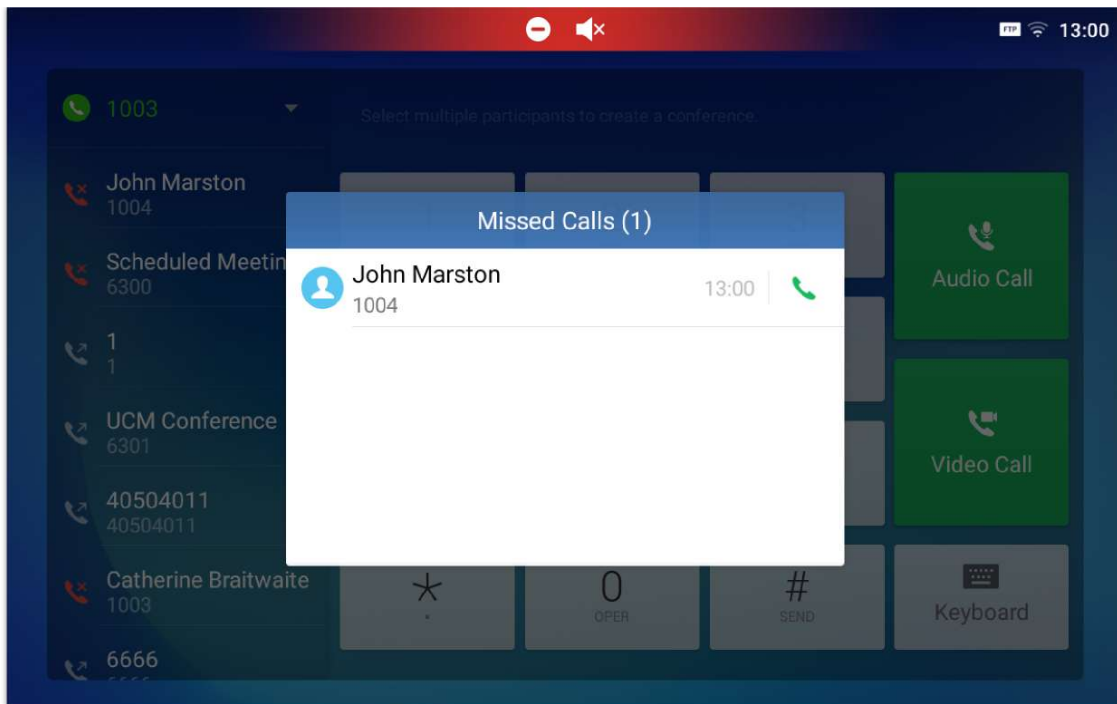 FTP 13:00
1003
Select multiple participants to create a conference.
John Marston
1004
Scheduled Meetin
6300
1
1
UCM Conference
6301
40504011
40504011
Catherine Braitwaite
1003
6666
Missed Calls (1)
John Marston
1004
13:00
Audio Call
Video Call
*
0
OPER
#
SEND
Keyboard